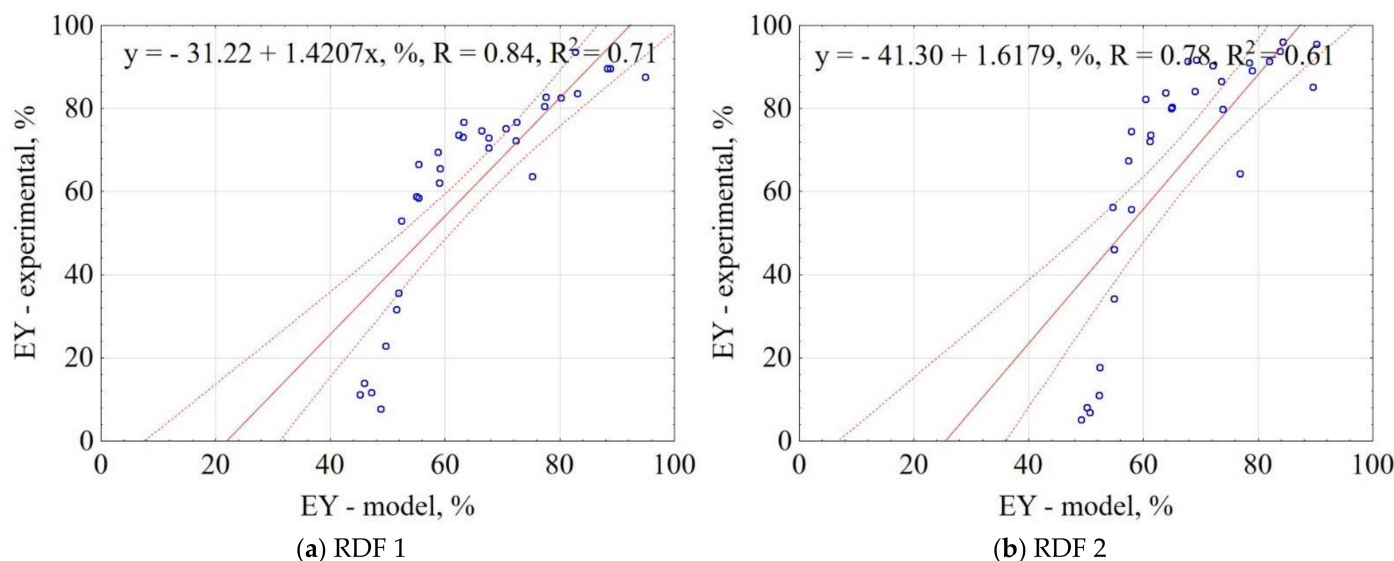 y = - 31.22 + 1.4207x, %, R = 0.84, R² = 0.71
100
80
60
40
20
0
EY - experimental, %
0 20 40 60 80 100
EY - model, %
(a) RDF 1
y = - 41.30 + 1.6179, %, R = 0.78, R² = 0.61
100
80
60
40
20
0
EY - experimental, %
0 20 40 60 80 100
EY - model, %
(b) RDF 2